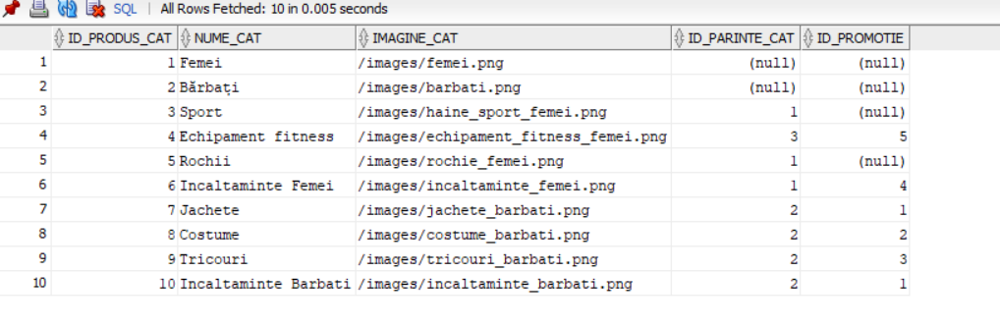 SQL | All Rows Fetched: 10 in 0.005 seconds
ID_PRODUS_CAT NUME_CAT IMAGINE_CAT ID_PARINTE_CAT ID_PROMOTIE
1 1 Femei /images/femei.png (null) (null)
2 2 Bărbați /images/barbati.png (null) (null)
3 3 Sport /images/haine_sport_femei.png 1 (null)
4 4 Echipament fitness /images/echipament_fitness_femei.png 3 5
5 5 Rochii /images/rochie_femei.png 1 (null)
6 6 Incaltaminte Femei /images/incaltaminte_femei.png 1 4
7 7 Jachete /images/jachete_barbati.png 2 1
8 8 Costume /images/costume_barbati.png 2 2
9 9 Tricouri /images/tricouri_barbati.png 2 3
10 10 Incaltaminte Barbati /images/incaltaminte_barbati.png 2 1